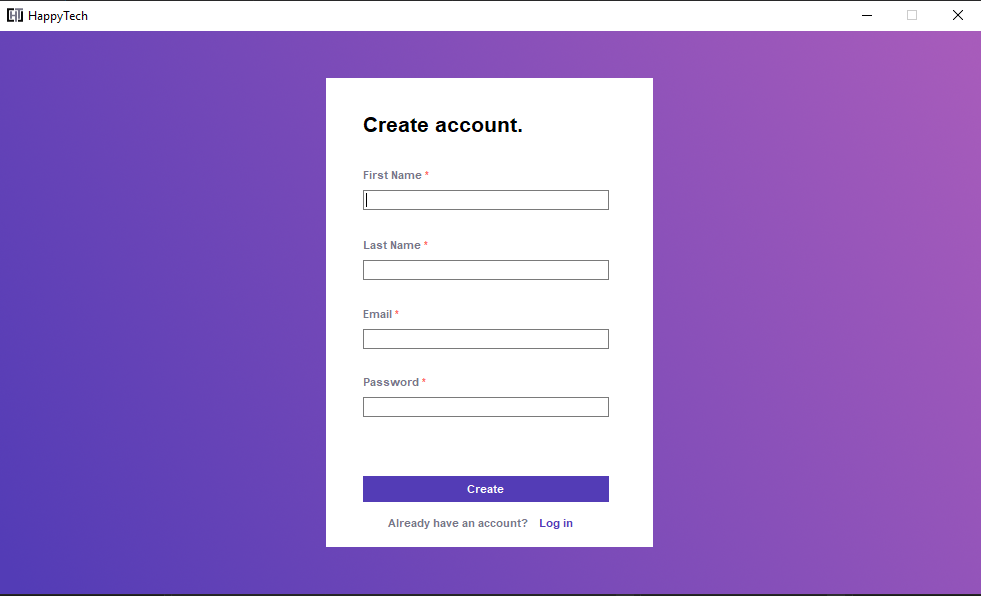 HappyTech
Create account.
First Name *
Last Name *
Email *
Password *
Create
Already have an account? Log in